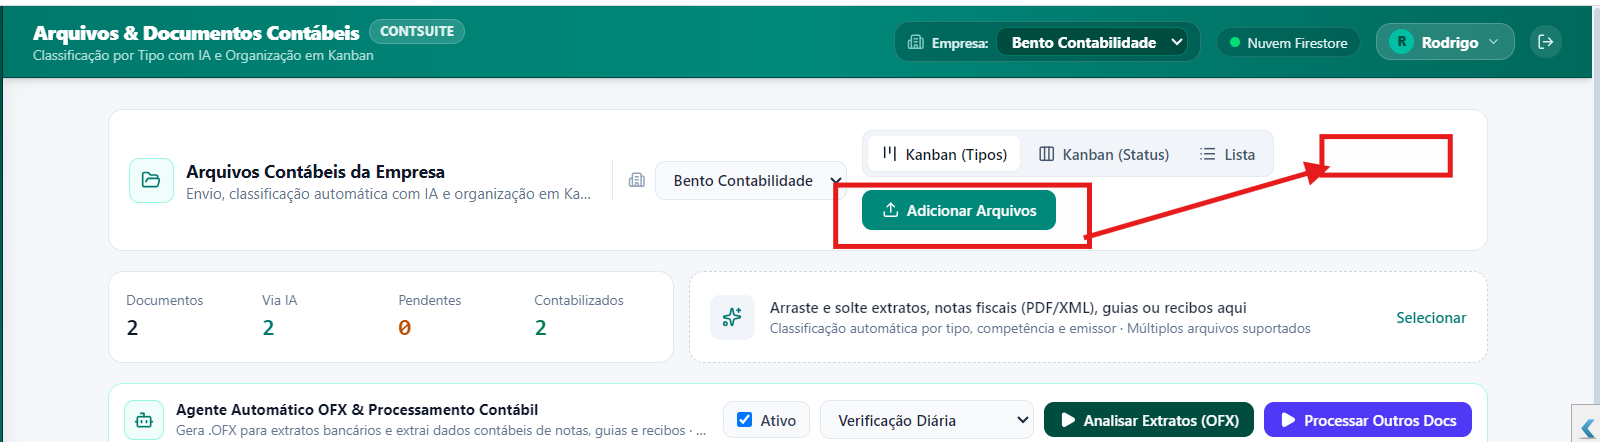 Arquivos & Documentos Contábeis CONTSUITE
Classificação por Tipo com IA e Organização em Kanban
Empresa: Bento Contabilidade
Nuvem Firestore
R Rodrigo
Arquivos Contábeis da Empresa
Envio, classificação automática com IA e organização em Ka...
Bento Contabilidade
Kanban (Tipos) Kanban (Status) Lista
Adicionar Arquivos
Documentos Via IA Pendentes Contabilizados
2 2 0 2
Arraste e solte extratos, notas fiscais (PDF/XML), guias ou recibos aqui
Classificação automática por tipo, competência e emissor · Múltiplos arquivos suportados
Selecionar
Agente Automático OFX & Processamento Contábil
Gera .OFX para extratos bancários e extrai dados contábeis de notas, guias e recibos · ...
Ativo Verificação Diária Analisar Extratos (OFX) Processar Outros Docs